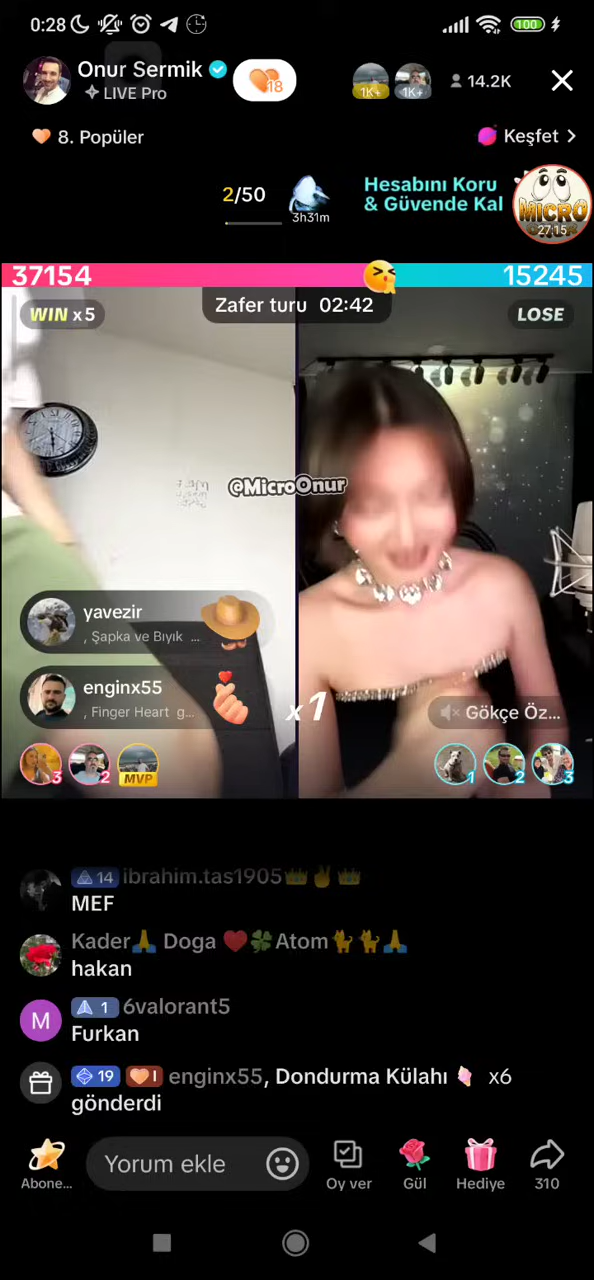 0:28
100
Onur Sermik
LIVE Pro
18
1K+
1K+
14.2K
8. Popüler
Keşfet
2/50
3h31m
Hesabını Koru
& Güvende Kal
MICRO
27:15
37154
15245
WIN x5
Zafer turu 02:42
LOSE
@MicroOnur
yavezir
, Şapka ve Bıyık ...
enginx55
, Finger Heart g...
x1
Gökçe Öz...
3
2
MVP
1
2
3
14 ibrahim.tas1905
MEF
Kader Doga Atom
hakan
M
1 6valorant5
Furkan
19 I enginx55, Dondurma Külahı x6
gönderdi
Abone...
Yorum ekle
Oy ver
Gül
Hediye
310